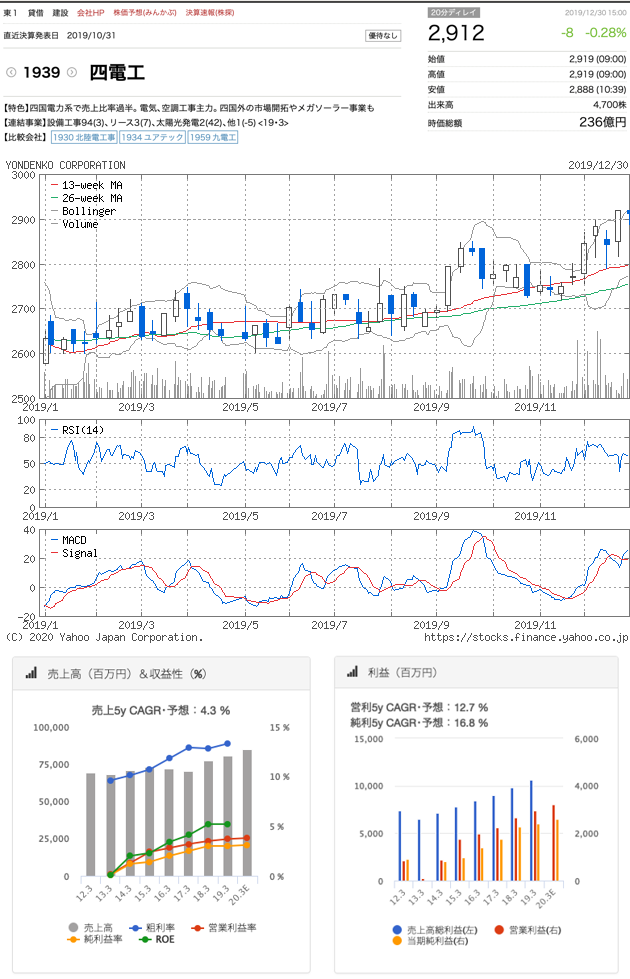 東1 貸借 建設 会社HP 株価予想(みんかぶ) 決算速報(株探)
20分ディレイ 2019/12/30 15:00
直近決算発表日 2019/10/31 優待なし
2,912 -8 -0.28%
1939 四電工
始値 2,919 (09:00)
高値 2,919 (09:00)
安値 2,888 (10:39)
出来高 4,700株
時価総額 236億円
【特色】四国電力系で売上比率過半。電気、空調工事主力。四国外の市場開拓やメガソーラー事業も
【連結事業】設備工事94(3)、リース3(7)、太陽光発電2(42)、他1(-5) <19・3>
【比較会社】 1930 北陸電工事 1934 ユアテック 1959 九電工
YONDENKO CORPORATION 2019/12/30
3000
13-week MA
26-week MA
Bollinger
Volume
2900
2800
2700
2600
2500
2019/1 2019/3 2019/5 2019/7 2019/9 2019/11
100
RSI(14)
80
50
20
0
2019/1 2019/3 2019/5 2019/7 2019/9 2019/11
40
MACD
Signal
20
0
-20
2019/1 2019/3 2019/5 2019/7 2019/9 2019/11
(C) 2020 Yahoo Japan Corporation. https://stocks.finance.yahoo.co.jp
売上高（百万円）＆収益性（%）
売上5y CAGR・予想：4.3 %
100,000 15 %
75,000
10 %
50,000
5 %
25,000
0 0 %
12.3 13.3 14.3 15.3 16.3 17.3 18.3 19.3 20.3E
売上高 粗利率 営業利益率
純利益率 ROE
利益（百万円）
営利5y CAGR・予想：12.7 %
純利5y CAGR・予想：16.8 %
15,000 6,000
10,000 4,000
5,000 2,000
0 0
12.3 13.3 14.3 15.3 16.3 17.3 18.3 19.3 20.3E
売上高総利益(左) 営業利益(右)
当期純利益(右)